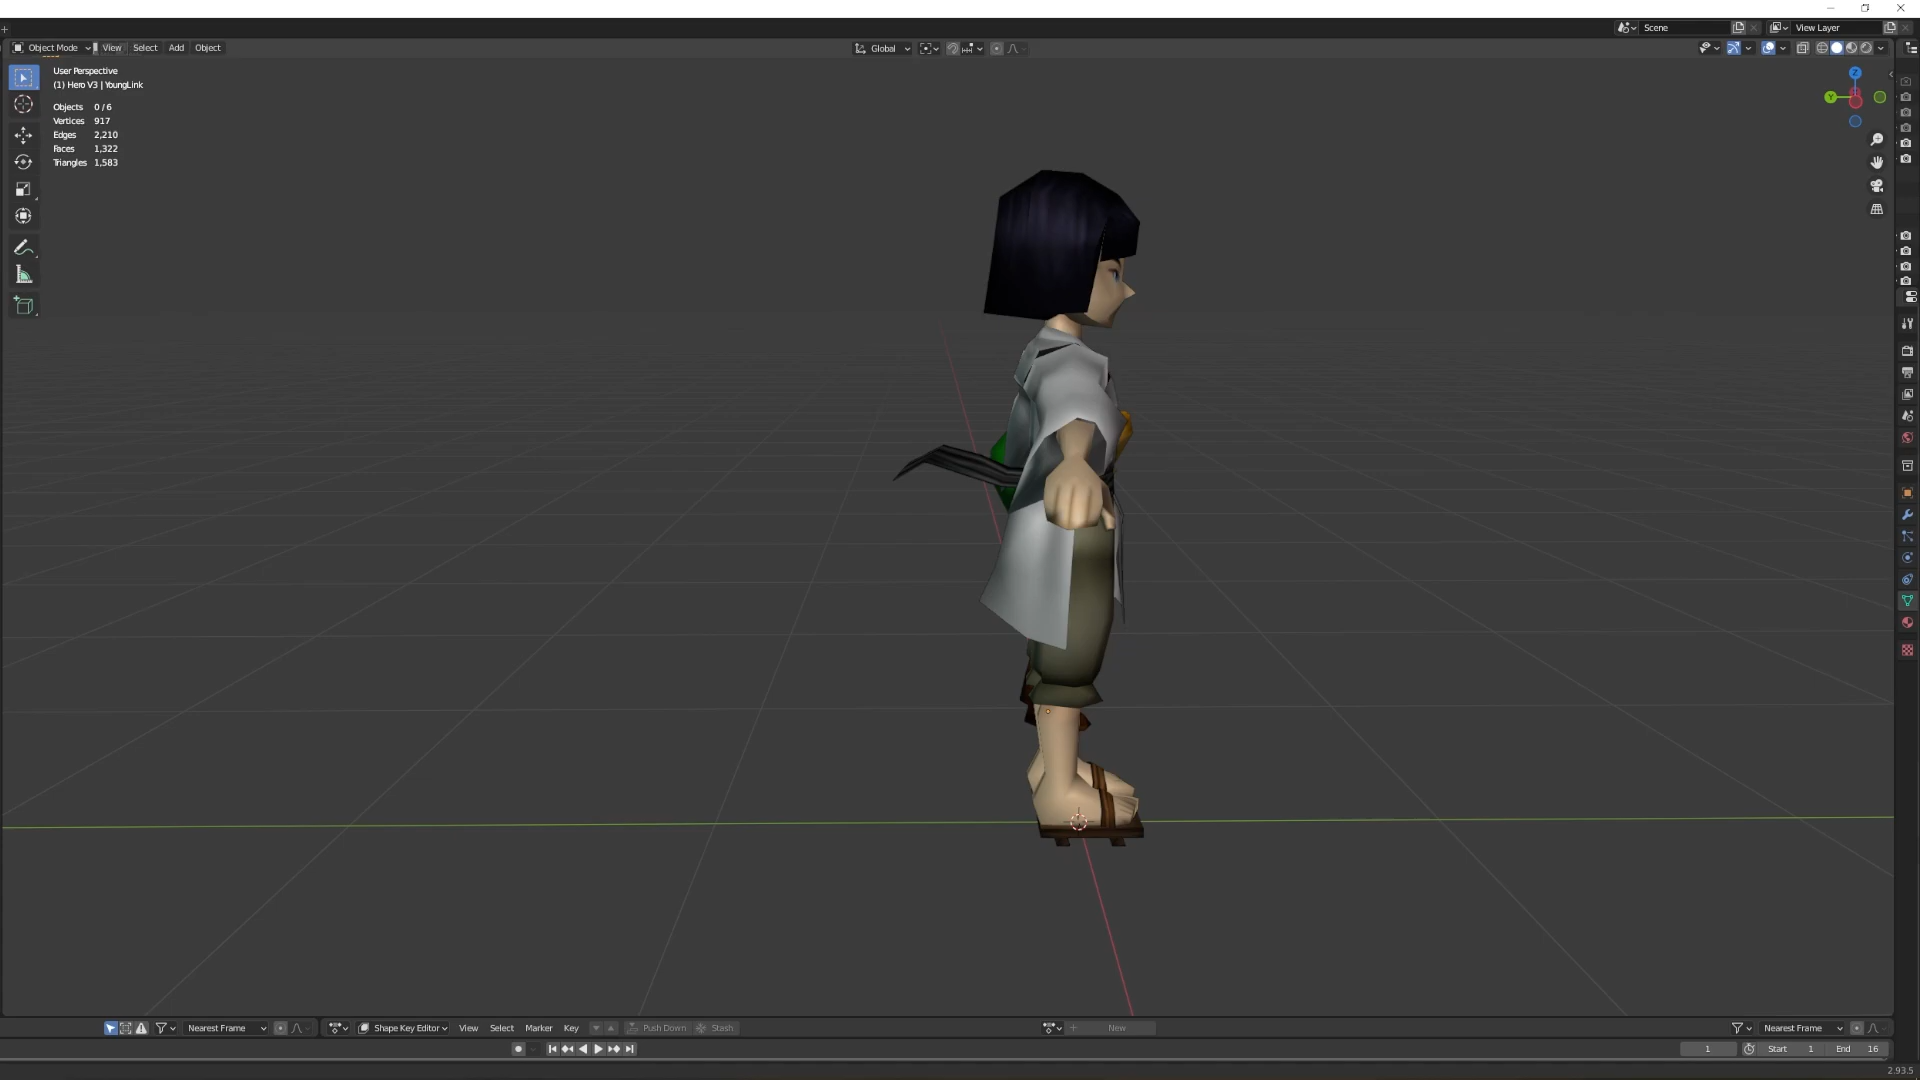 Scene
View Layer
Object Mode View Select Add Object
Global
User Perspective
(1) Hero V3 | YoungLink
Objects 0 / 6
Vertices 917
Edges 2,210
Faces 1,322
Triangles 1,583
Z
Y
Nearest Frame
Shape Key Editor View Select Marker Key Push Down Stash
New
Nearest Frame
1 Start 1 End 16
2.93.5